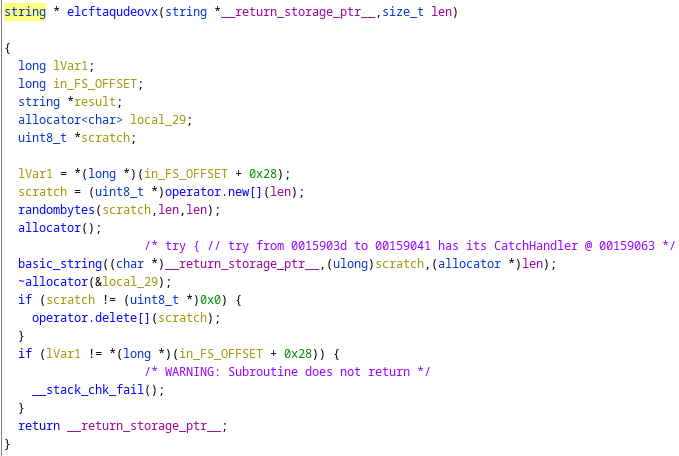 string * elcftaqudeovx(string *__return_storage_ptr__,size_t len)
{
long lVar1;
long in_FS_OFFSET;
string *result;
allocator<char> local_29;
uint8_t *scratch;
lVar1 = *(long *)(in_FS_OFFSET + 0x28);
scratch = (uint8_t *)operator.new[](len);
randombytes(scratch,len,len);
allocator();
/* try { // try from 0015903d to 00159041 has its CatchHandler @ 00159063 */
basic_string((char *)__return_storage_ptr__,(ulong)scratch,(allocator *)len);
~allocator(&local_29);
if (scratch != (uint8_t *)0x0) {
operator.delete[](scratch);
}
if (lVar1 != *(long *)(in_FS_OFFSET + 0x28)) {
/* WARNING: Subroutine does not return */
__stack_chk_fail();
}
return __return_storage_ptr__;
}